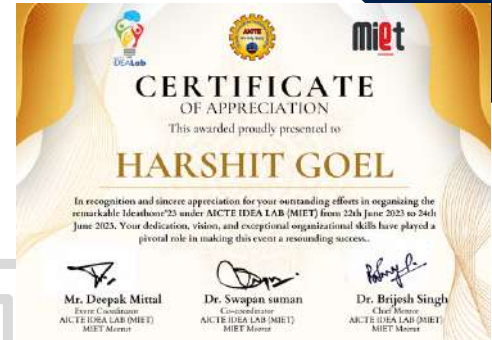 IDEALab
AICTE
miet
CERTIFICATE
OF APPRECIATION
This awarded proudly presented to
HARSHIT GOEL
In recognition and sincere appreciation for your outstanding efforts in organizing the
remarkable Ideathone'23 under AICTE IDEA LAB (MIET) from 22th June 2023 to 24th
June 2023. Your dedication, vision, and exceptional organizational skills have played a
pivotal role in making this event a resounding success..
Mr. Deepak Mittal
Event Coordinator
AICTE IDEA LAB (MIET)
MIET Meerut
Dr. Swapan suman
Co-coordinator
AICTE IDEA LAB (MIET)
MIET Meerut
Dr. Brijesh Singh
Chief Mentor
AICTE IDEA LAB (MIET)
MIET Meerut